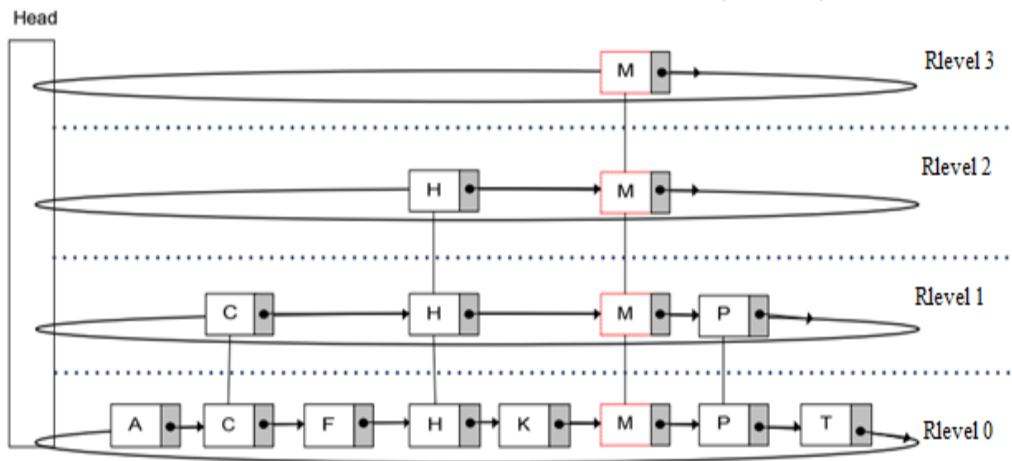 Head
M Rlevel 3
H M Rlevel 2
C H M P Rlevel 1
A C F H K M P T Rlevel 0